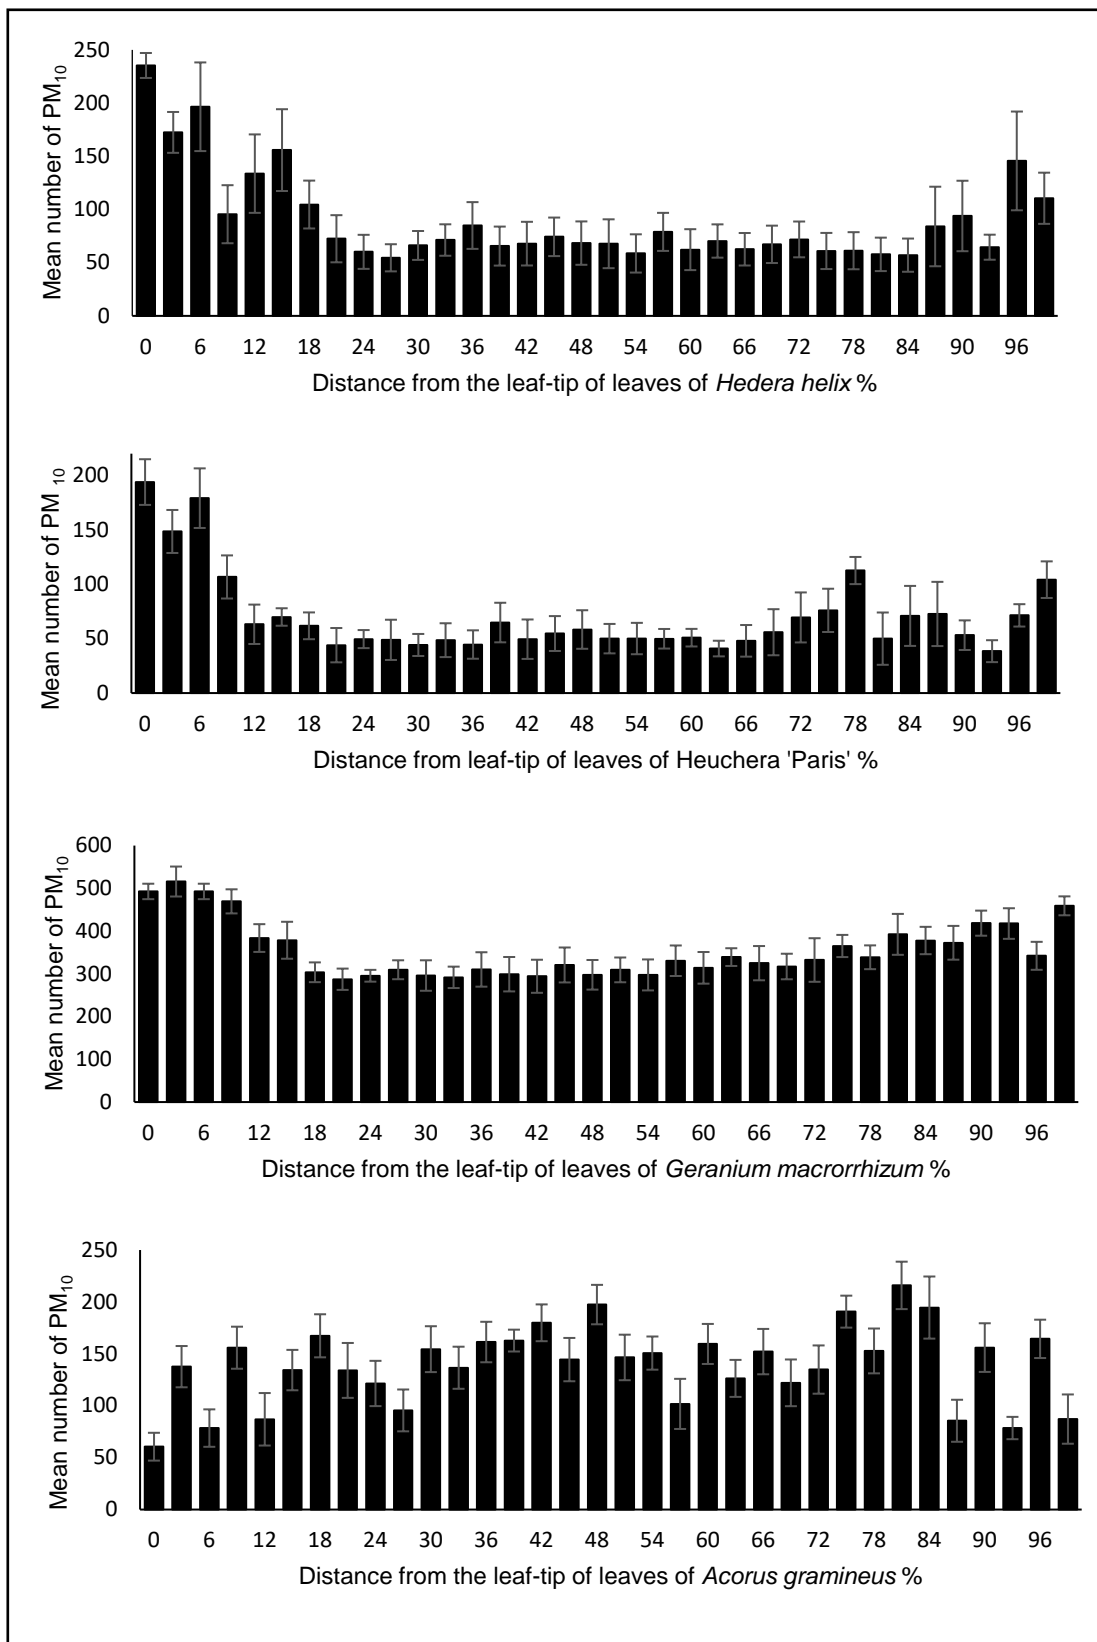 Mean number of PM10
250
200
150
100
50
0
0 6 12 18 24 30 36 42 48 54 60 66 72 78 84 90 96
Distance from the leaf-tip of leaves of Hedera helix %
Mean number of PM 10
200
150
100
50
0
0 6 12 18 24 30 36 42 48 54 60 66 72 78 84 90 96
Distance from leaf-tip of leaves of Heuchera 'Paris' %
Mean number of PM10
600
500
400
300
200
100
0
0 6 12 18 24 30 36 42 48 54 60 66 72 78 84 90 96
Distance from the leaf-tip of leaves of Geranium macrorrhizum %
Mean number of PM10
250
200
150
100
50
0
0 6 12 18 24 30 36 42 48 54 60 66 72 78 84 90 96
Distance from the leaf-tip of leaves of Acorus gramineus %